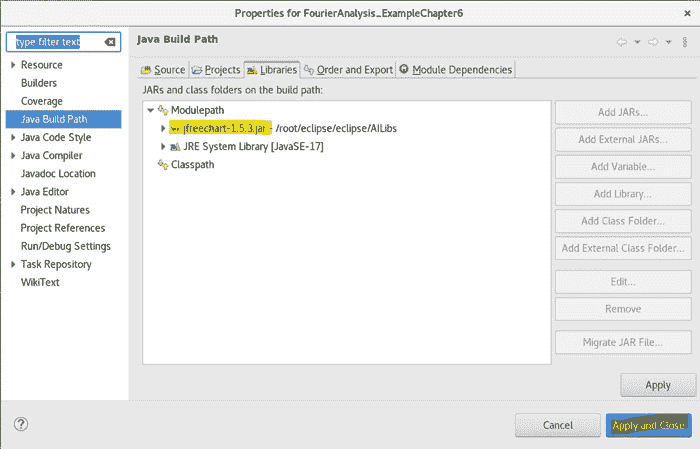 Properties for FourierAnalysis_ExampleChapter6
type filter text
Resource
Builders
Coverage
Java Build Path
Java Code Style
Java Compiler
Javadoc Location
Java Editor
Project Natures
Project References
Run/Debug Settings
Task Repository
WikiText
Java Build Path
Source Projects Libraries Order and Export Module Dependencies
JARs and class folders on the build path:
Modulepath
jfreechart-1.5.3.jar - /root/eclipse/eclipse/AILibs
JRE System Library [JavaSE-17]
Classpath
Add JARs...
Add External JARs...
Add Variable...
Add Library...
Add Class Folder...
Add External Class Folder...
Edit...
Remove
Migrate JAR File...
Apply
Cancel
Apply and Close